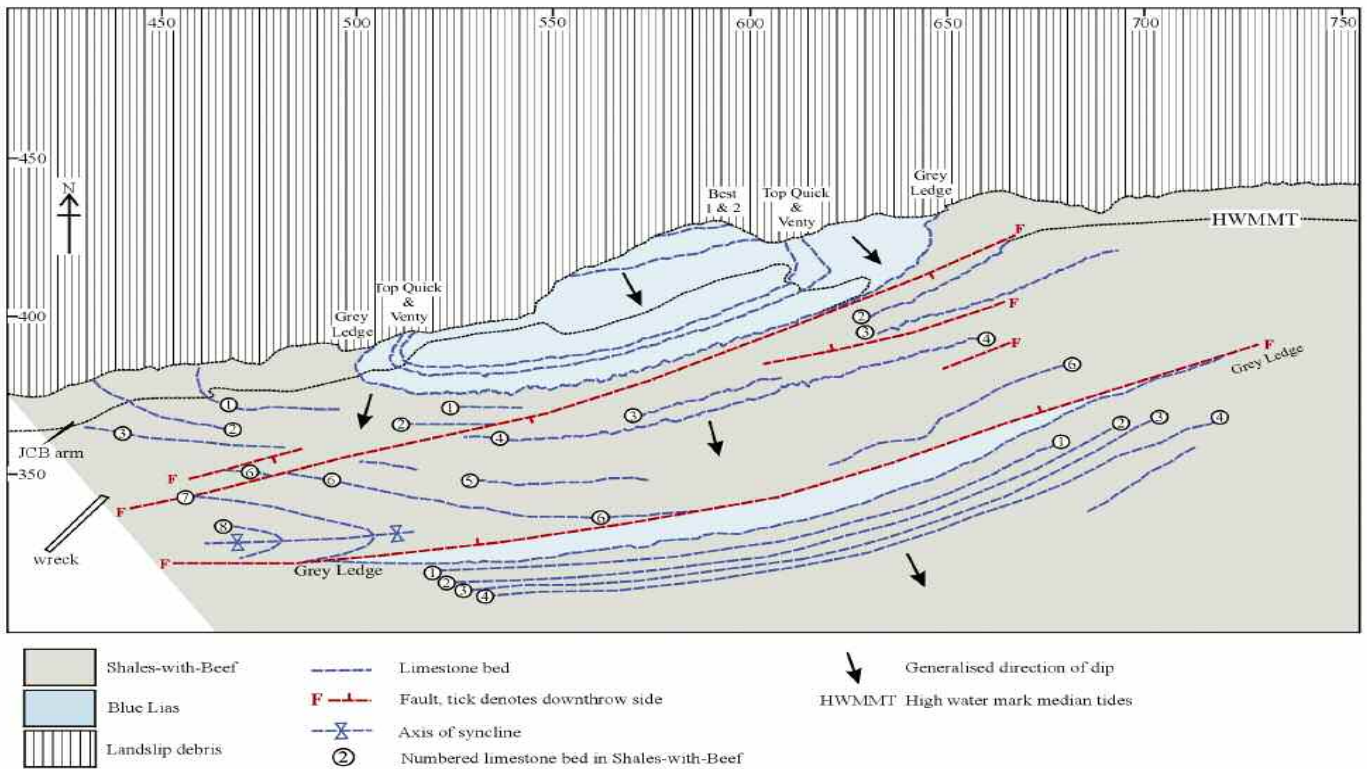 450
500
550
600
650
700
750
450
N
Grey
Ledge
Best
1 & 2
Top Quick
&
Venty
F
HWMMT
Top Quick
&
Venty
Grey
Ledge
400
2
3
F
4
F
F
6
Grey Ledge
1
1
3
2
2
4
3
2
3
4
1
JCB arm
350
F
6
6
5
7
F
6
8
wreck
F
Grey Ledge
1
2
3
4
Shales-with-Beef
Limestone bed
Generalised direction of dip
Blue Lias
F
Fault, tick denotes downthrow side
HWMMT
High water mark median tides
Axis of syncline
Landslip debris
2
Numbered limestone bed in Shales-with-Beef